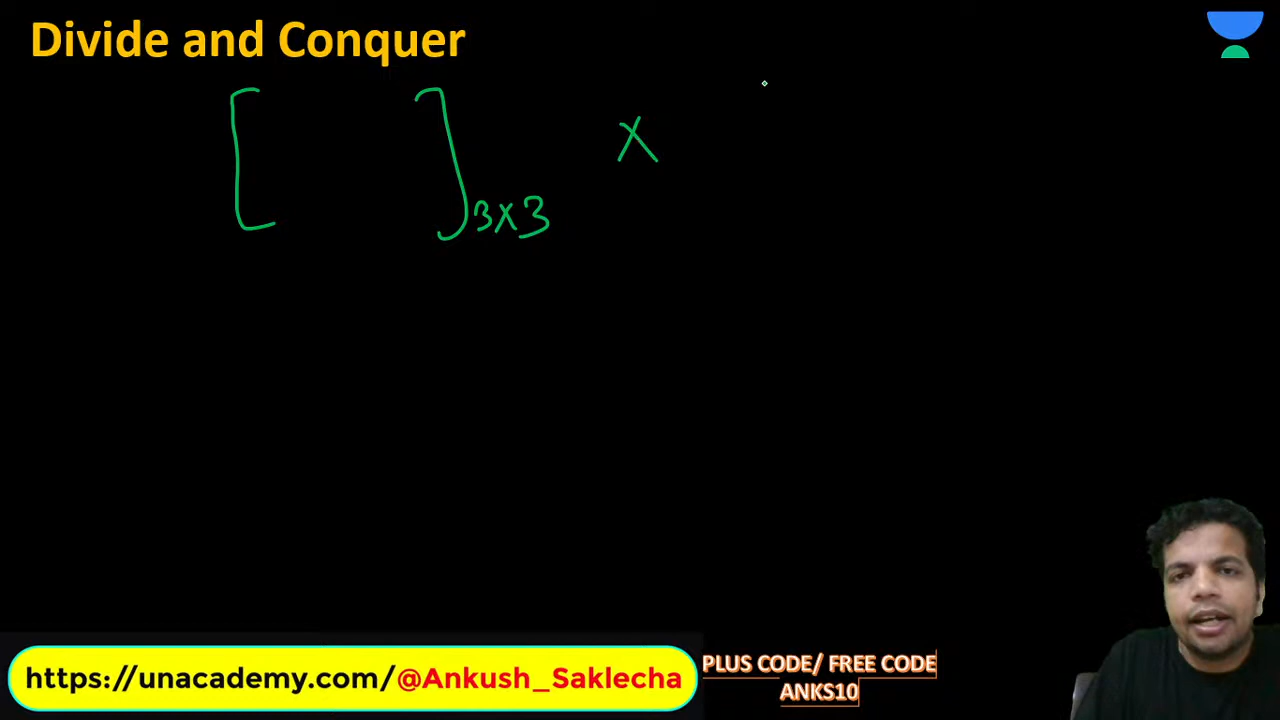 Divide and Conquer
[ ] 3x3 X
https://unacademy.com/@Ankush_Saklecha
PLUS CODE/ FREE CODE
ANKS10